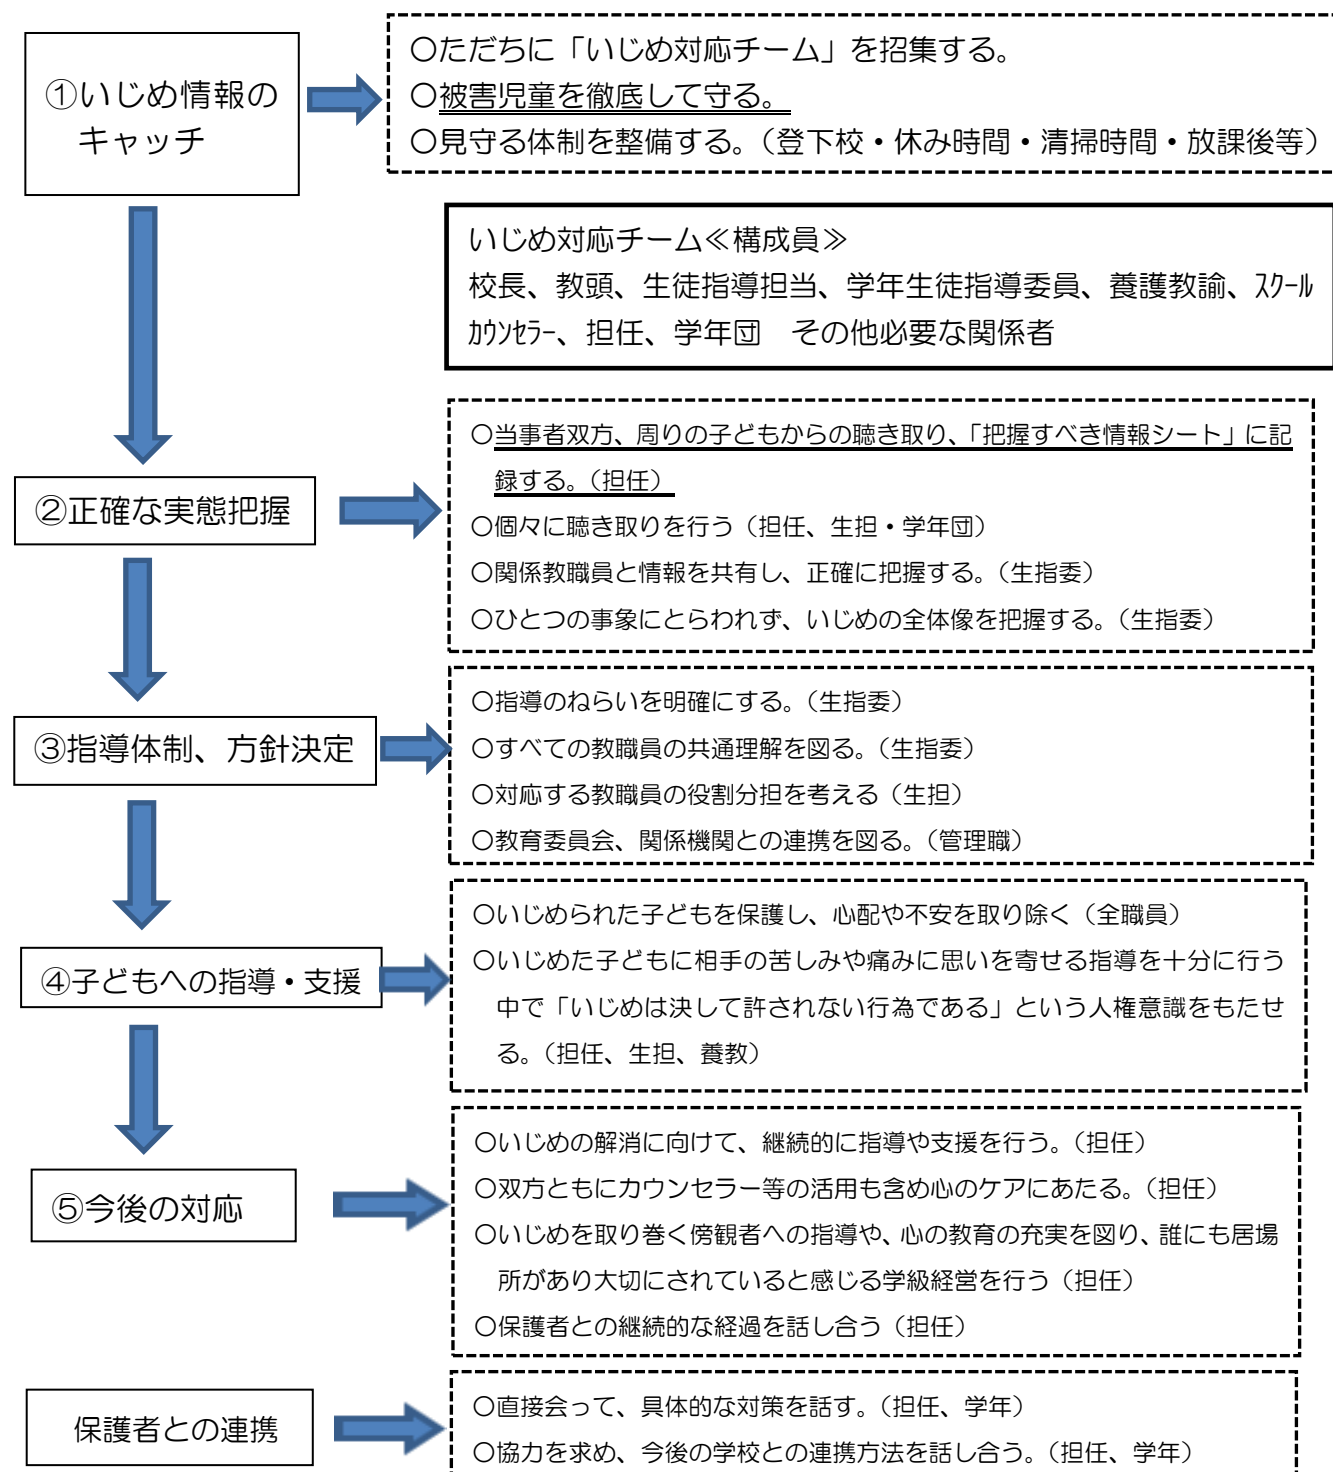 ①いじめ情報の
キャッチ
〇ただちに「いじめ対応チーム」を招集する。
〇被害児童を徹底して守る。
〇見守る体制を整備する。（登下校・休み時間・清掃時間・放課後等）
いじめ対応チーム≪構成員≫
校長、教頭、生徒指導担当、学年生徒指導委員、養護教諭、ｽｸｰﾙ
ｶｳﾝｾﾗｰ、担任、学年団　その他必要な関係者
②正確な実態把握
〇当事者双方、周りの子どもからの聴き取り、「把握すべき情報シート」に記
録する。（担任）
〇個々に聴き取りを行う（担任、生担・学年団）
〇関係教職員と情報を共有し、正確に把握する。（生指委）
〇ひとつの事象にとらわれず、いじめの全体像を把握する。（生指委）
③指導体制、方針決定
〇指導のねらいを明確にする。（生指委）
〇すべての教職員の共通理解を図る。（生指委）
〇対応する教職員の役割分担を考える（生担）
〇教育委員会、関係機関との連携を図る。（管理職）
④子どもへの指導・支援
〇いじめられた子どもを保護し、心配や不安を取り除く（全職員）
〇いじめた子どもに相手の苦しみや痛みに思いを寄せる指導を十分に行う
中で「いじめは決して許されない行為である」という人権意識をもたせ
る。（担任、生担、養教）
⑤今後の対応
〇いじめの解消に向けて、継続的に指導や支援を行う。（担任）
〇双方ともにカウンセラー等の活用も含め心のケアにあたる。（担任）
〇いじめを取り巻く傍観者への指導や、心の教育の充実を図り、誰にも居場
所があり大切にされていると感じる学級経営を行う（担任）
〇保護者との継続的な経過を話し合う（担任）
保護者との連携
〇直接会って、具体的な対策を話す。（担任、学年）
〇協力を求め、今後の学校との連携方法を話し合う。（担任、学年）